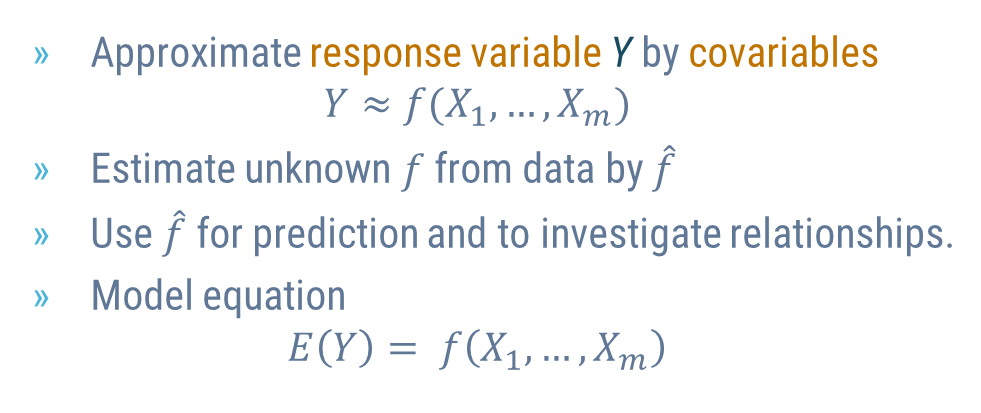 » Approximate response variable Y by covariables
Y ≈ f(X₁, … , Xₘ)
» Estimate unknown f from data by f̂
» Use f̂ for prediction and to investigate relationships.
» Model equation
E(Y) = f(X₁, … , Xₘ)